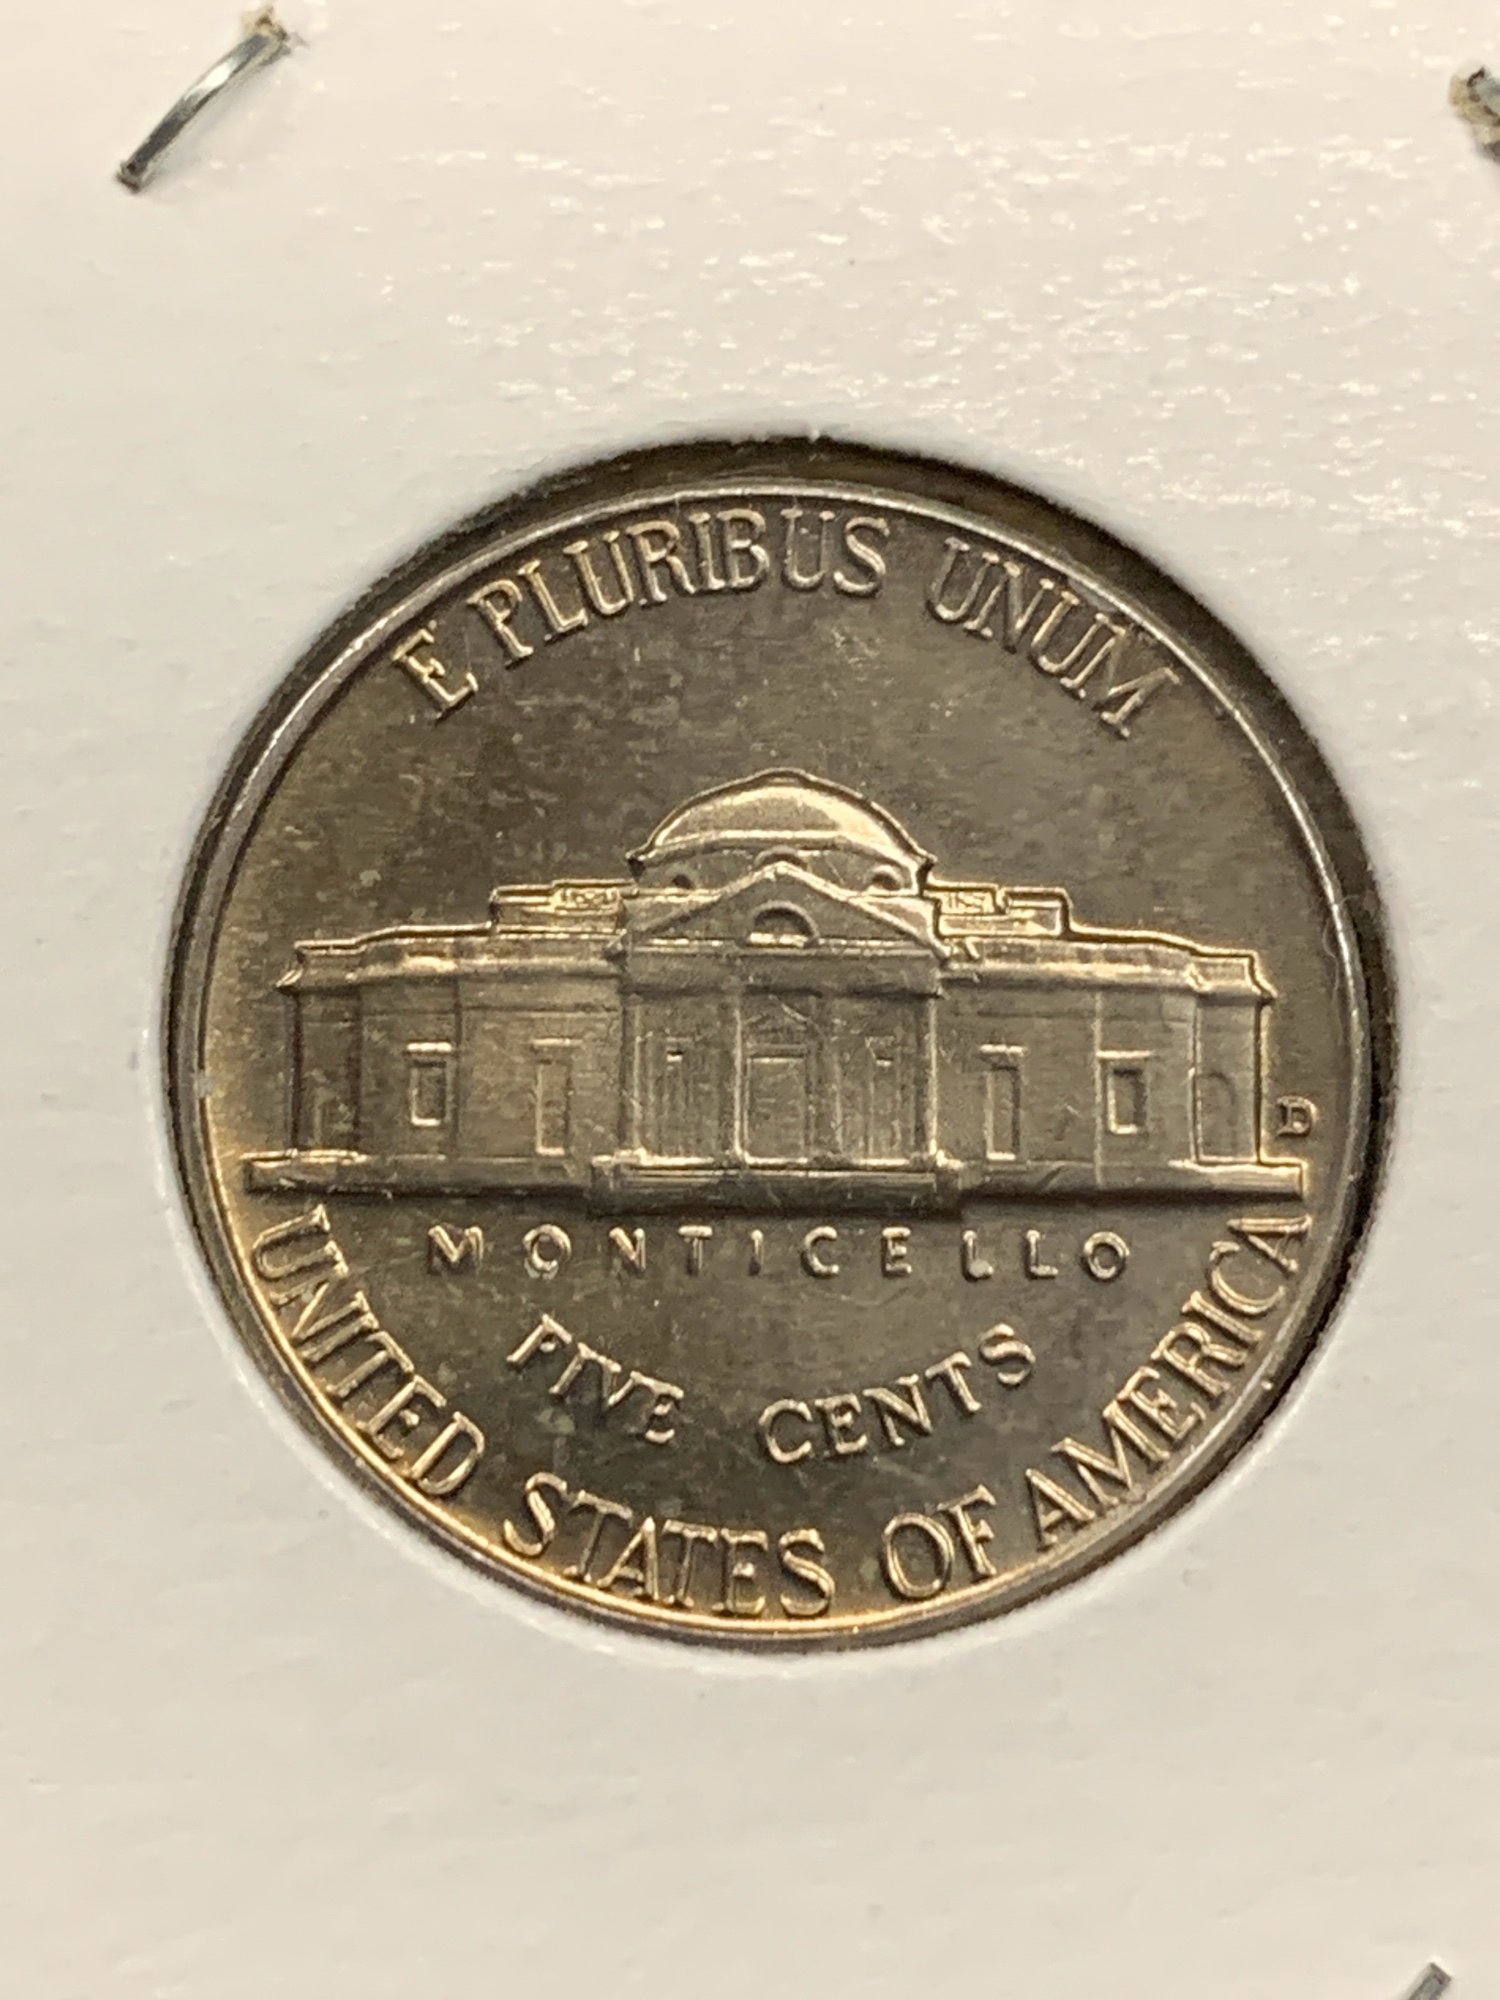 E PLURIBUS UNUM
D
MONTICELLO
FIVE CENTS
UNITED STATES OF AMERICA